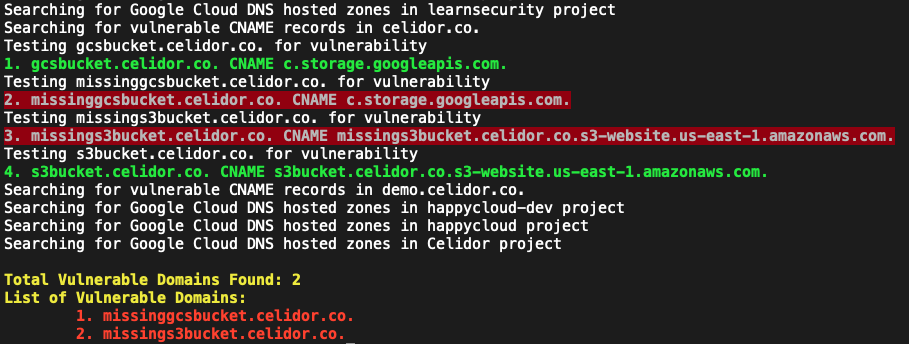 Searching for Google Cloud DNS hosted zones in learnsecurity project
Searching for vulnerable CNAME records in celidor.co.
Testing gcsbucket.celidor.co. for vulnerability
1. gcsbucket.celidor.co. CNAME c.storage.googleapis.com.
Testing missinggcsbucket.celidor.co. for vulnerability
2. missinggcsbucket.celidor.co. CNAME c.storage.googleapis.com.
Testing missings3bucket.celidor.co. for vulnerability
3. missings3bucket.celidor.co. CNAME missings3bucket.celidor.co.s3-website.us-east-1.amazonaws.com.
Testing s3bucket.celidor.co. for vulnerability
4. s3bucket.celidor.co. CNAME s3bucket.celidor.co.s3-website.us-east-1.amazonaws.com.
Searching for vulnerable CNAME records in demo.celidor.co.
Searching for Google Cloud DNS hosted zones in happycloud-dev project
Searching for Google Cloud DNS hosted zones in happycloud project
Searching for Google Cloud DNS hosted zones in Celidor project
Total Vulnerable Domains Found: 2
List of Vulnerable Domains:
1. missinggcsbucket.celidor.co.
2. missings3bucket.celidor.co.